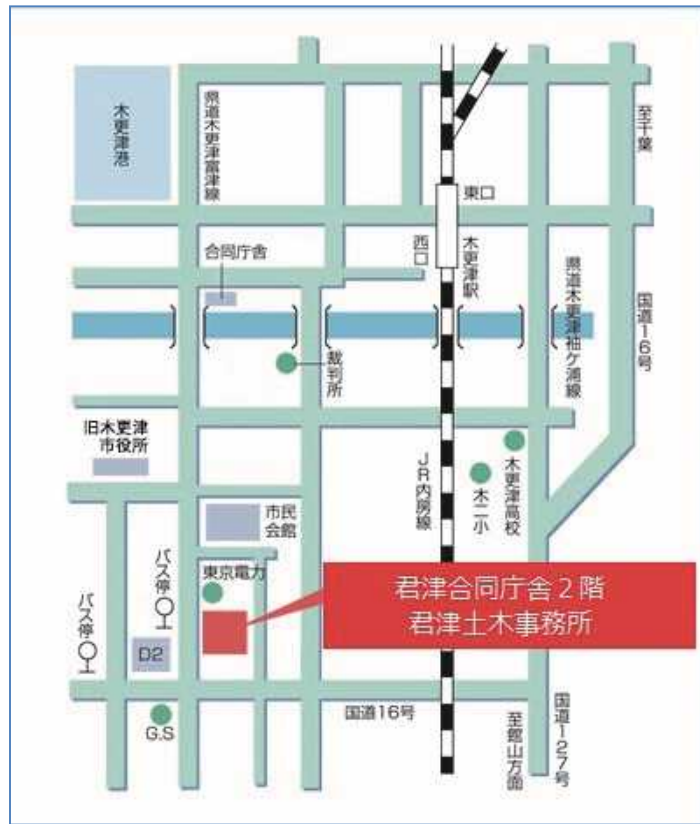 木更津港
県道木更津富津線
至千葉
東口
西口
木更津駅
合同庁舎
県道木更津袖ケ浦線
国道16号
裁判所
旧木更津
市役所
JR内房線
木更津高校
木二小
市民
会館
東京電力
バス停
バス停
君津合同庁舎2階
君津土木事務所
D2
G.S
国道16号
至館山方面
国道127号